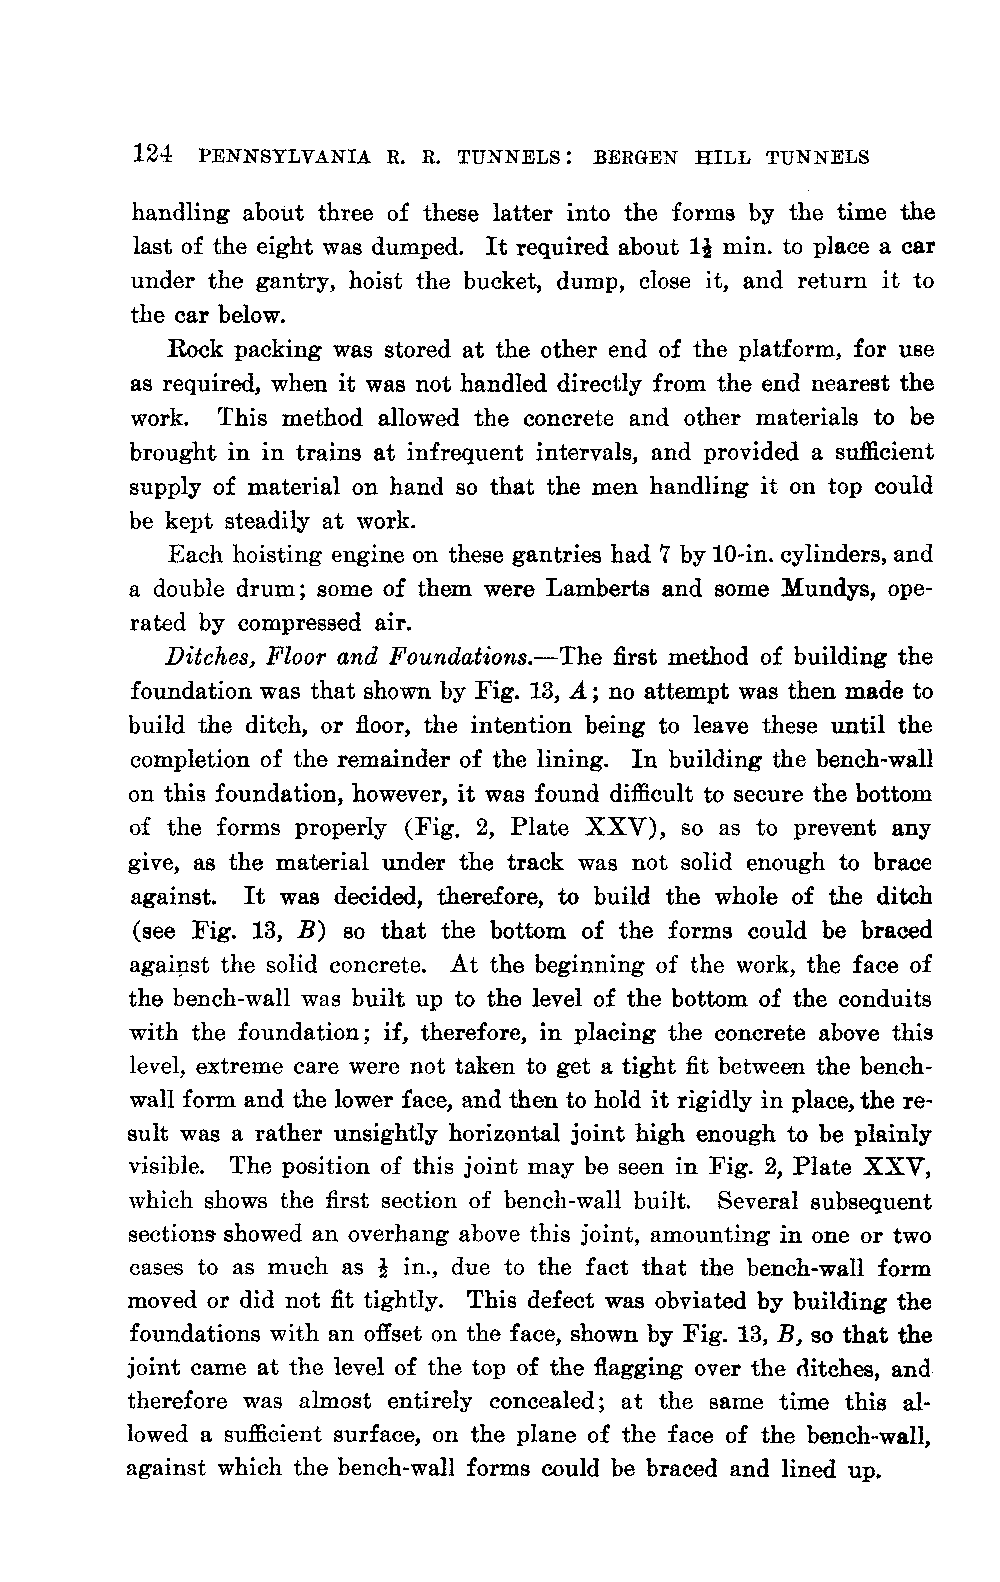 124 PENNSYLVANIA R. R. TUNNELS: BERGEN HILL TUNNELS
handling about three of these latter into the forms by the time the
last of the eight was dumped. It required about 1½ min. to place a car
under the gantry, hoist the bucket, dump, close it, and return it to
the car below.
Rock packing was stored at the other end of the platform, for use
as required, when it was not handled directly from the end nearest the
work. This method allowed the concrete and other materials to be
brought in in trains at infrequent intervals, and provided a sufficient
supply of material on hand so that the men handling it on top could
be kept steadily at work.
Each hoisting engine on these gantries had 7 by 10-in. cylinders, and
a double drum; some of them were Lamberts and some Mundys, ope-
rated by compressed air.
Ditches, Floor and Foundations.—The first method of building the
foundation was that shown by Fig. 13, A; no attempt was then made to
build the ditch, or floor, the intention being to leave these until the
completion of the remainder of the lining. In building the bench-wall
on this foundation, however, it was found difficult to secure the bottom
of the forms properly (Fig. 2, Plate XXV), so as to prevent any
give, as the material under the track was not solid enough to brace
against. It was decided, therefore, to build the whole of the ditch
(see Fig. 13, B) so that the bottom of the forms could be braced
against the solid concrete. At the beginning of the work, the face of
the bench-wall was built up to the level of the bottom of the conduits
with the foundation; if, therefore, in placing the concrete above this
level, extreme care were not taken to get a tight fit between the bench-
wall form and the lower face, and then to hold it rigidly in place, the re-
sult was a rather unsightly horizontal joint high enough to be plainly
visible. The position of this joint may be seen in Fig. 2, Plate XXV,
which shows the first section of bench-wall built. Several subsequent
sections showed an overhang above this joint, amounting in one or two
cases to as much as ½ in., due to the fact that the bench-wall form
moved or did not fit tightly. This defect was obviated by building the
foundations with an offset on the face, shown by Fig. 13, B, so that the
joint came at the level of the top of the flagging over the ditches, and
therefore was almost entirely concealed; at the same time this al-
lowed a sufficient surface, on the plane of the face of the bench-wall,
against which the bench-wall forms could be braced and lined up.